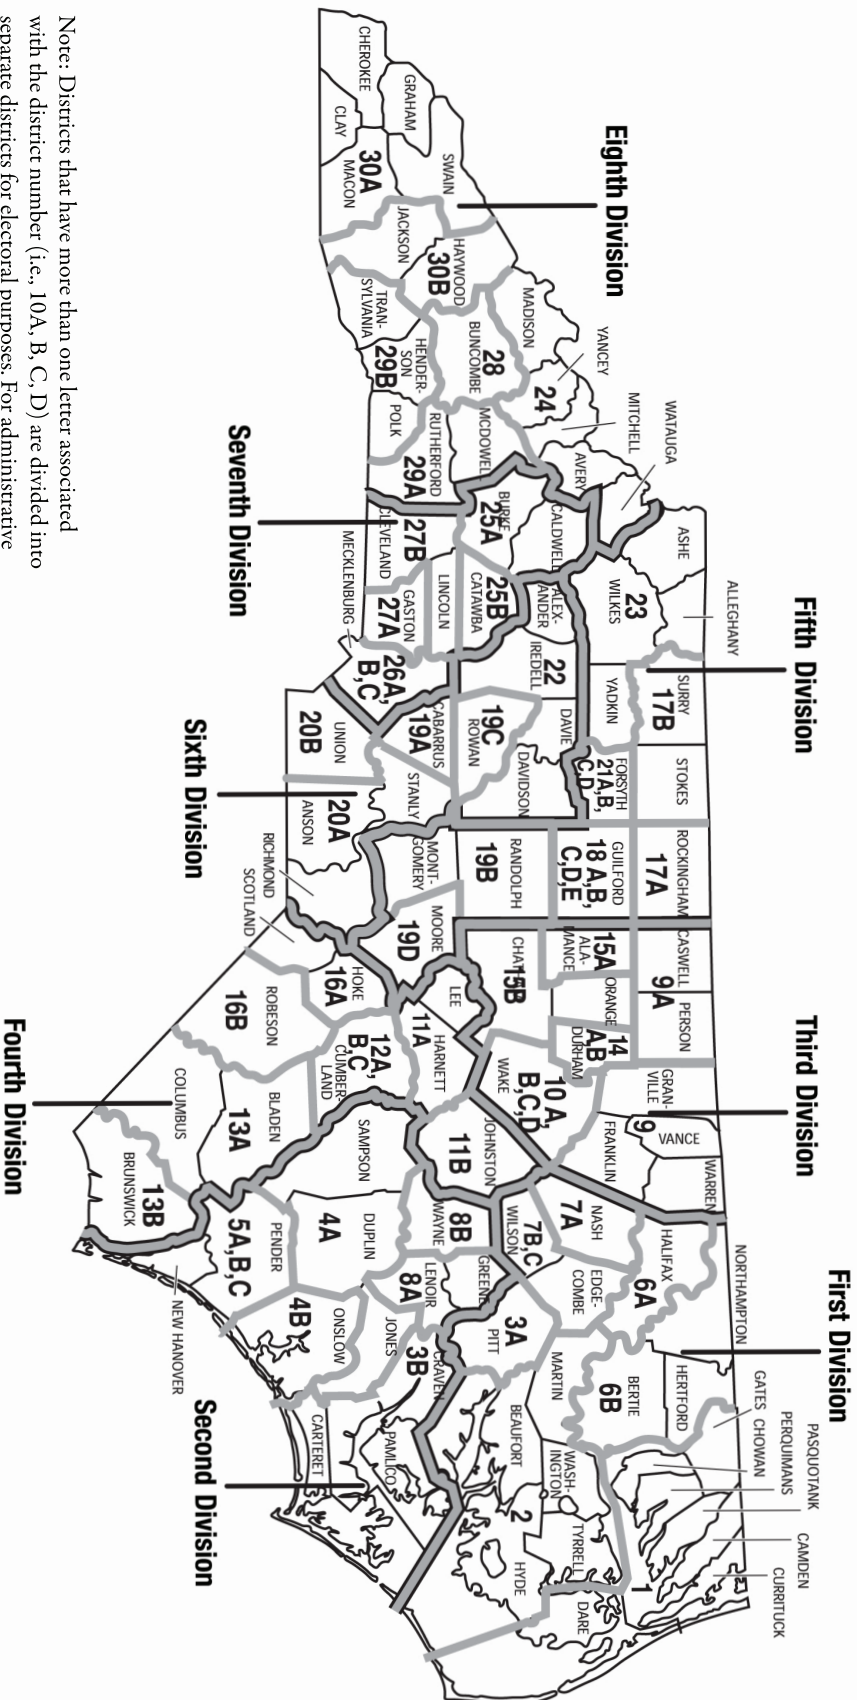 Eighth Division
Fifth Division
Third Division
First Division
CHEROKEE
GRAHAM
CLAY
SWAIN
30A
MACON
JACKSON
HAYWOOD
30B
TRAN-
SYLVANIA
MADISON
28
BUNCOMBE
HENDER-
SON
29B
YANCEY
24
MITCHELL
WATAUGA
AVERY
MCDOWELL
POLK
RUTHERFORD
29A
BURKE
25A
CALDWELL
CLEVELAND
27B
ASHE
ALLEGHANY
WILKES
23
ALEX-
ANDER
25B
CATAWBA
LINCOLN
GASTON
27A
MECKLENBURG
26A,
B,C
IREDELL
22
SURRY
17B
YADKIN
DAVIE
19C
ROWAN
CABARRUS
19A
UNION
20B
STOKES
FORSYTH
21A,B,
C,D
DAVIDSON
STANLY
20A
ANSON
ROCKINGHAM
17A
GUILFORD
18 A,B,
C,D,E
RANDOLPH
19B
MONT-
GOMERY
RICHMOND
SCOTLAND
MOORE
19D
CASWELL
9A
PERSON
15A
ALA-
MANCE
ORANGE
CHAT
15B
LEE
HOKE
16A
ROBESON
16B
14
A,B
DURHAM
11A
HARNETT
12A,
B,C
CUMBER-
LAND
GRAN-
VILLE
9
VANCE
WARREN
FRANKLIN
WAKE
10 A,
B,C,D
JOHNSTON
11B
SAMPSON
BLADEN
13A
COLUMBUS
BRUNSWICK
13B
NASH
7A
7B,C
WILSON
WAYNE
8B
DUPLIN
4A
PENDER
5A,B,C
NEW HANOVER
NORTHAMPTON
HALIFAX
6A
EDGE-
COMBE
GREENE
LENOIR
8A
PITT
3A
JONES
ONSLOW
4B
CRAVEN
3B
CARTERET
PAMLICO
MARTIN
BERTIE
6B
HERTFORD
GATES
CHOWAN
PERQUIMANS
PASQUOTANK
CAMDEN
CURRITUCK
1
BEAUFORT
WASH-
INGTON
2
TYRRELL
HYDE
DARE
Seventh Division
Sixth Division
Fourth Division
Second Division
Note: Districts that have more than one letter associated
with the district number (i.e., 10A, B, C, D) are divided into
separate districts for electoral purposes. For administrative